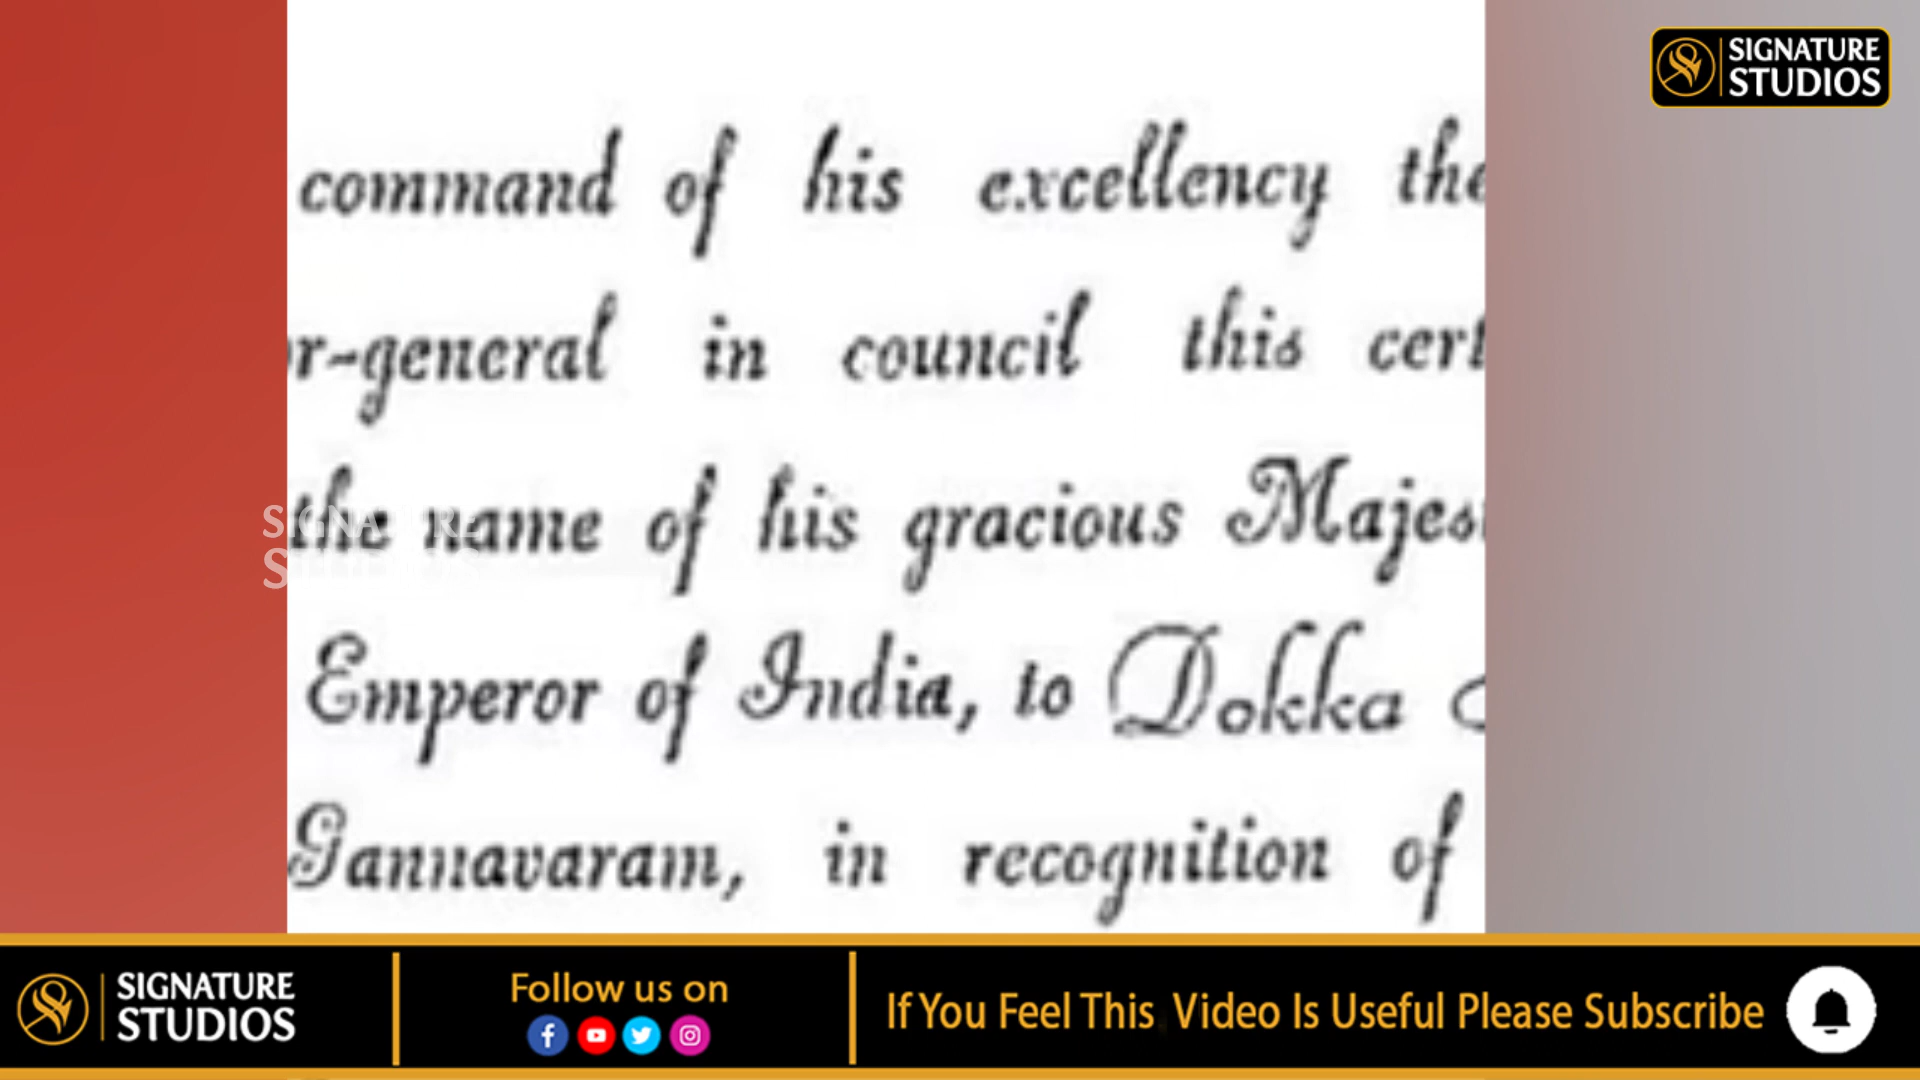 SIGNATURE
STUDIOS
command of his excellency the
r-general in council this cert
the name of his gracious Majes
Emperor of India, to Dokka
Gannavaram, in recognition of
SIGNATURE
SIGNATURE
STUDIOS
Follow us on
If You Feel This Video Is Useful Please Subscribe